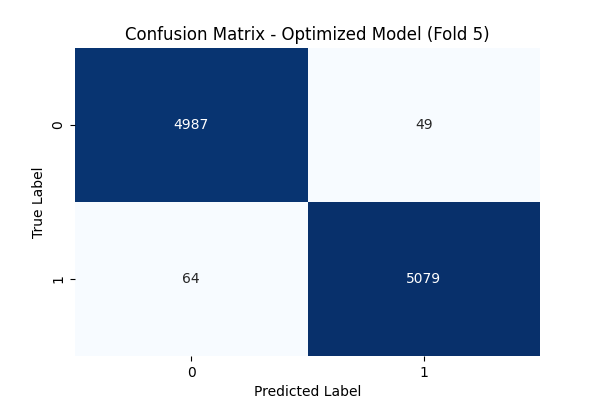 Confusion Matrix - Optimized Model (Fold 5)
True Label
0
4987
49
1
64
5079
0
1
Predicted Label